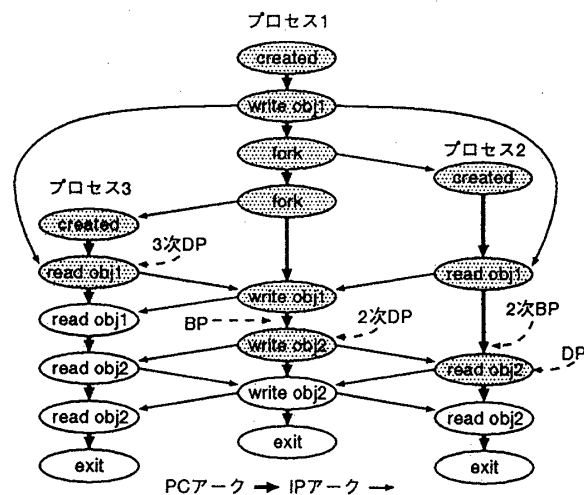 プロセス1
created
write obj1
fork
プロセス2
created
プロセス3
fork
created
3次DP
read obj1
read obj1
write obj1
read obj1
BP
2次DP
2次BP
write obj2
DP
read obj2
read obj2
write obj2
read obj2
read obj2
exit
exit
exit
PCアーク IPアーク